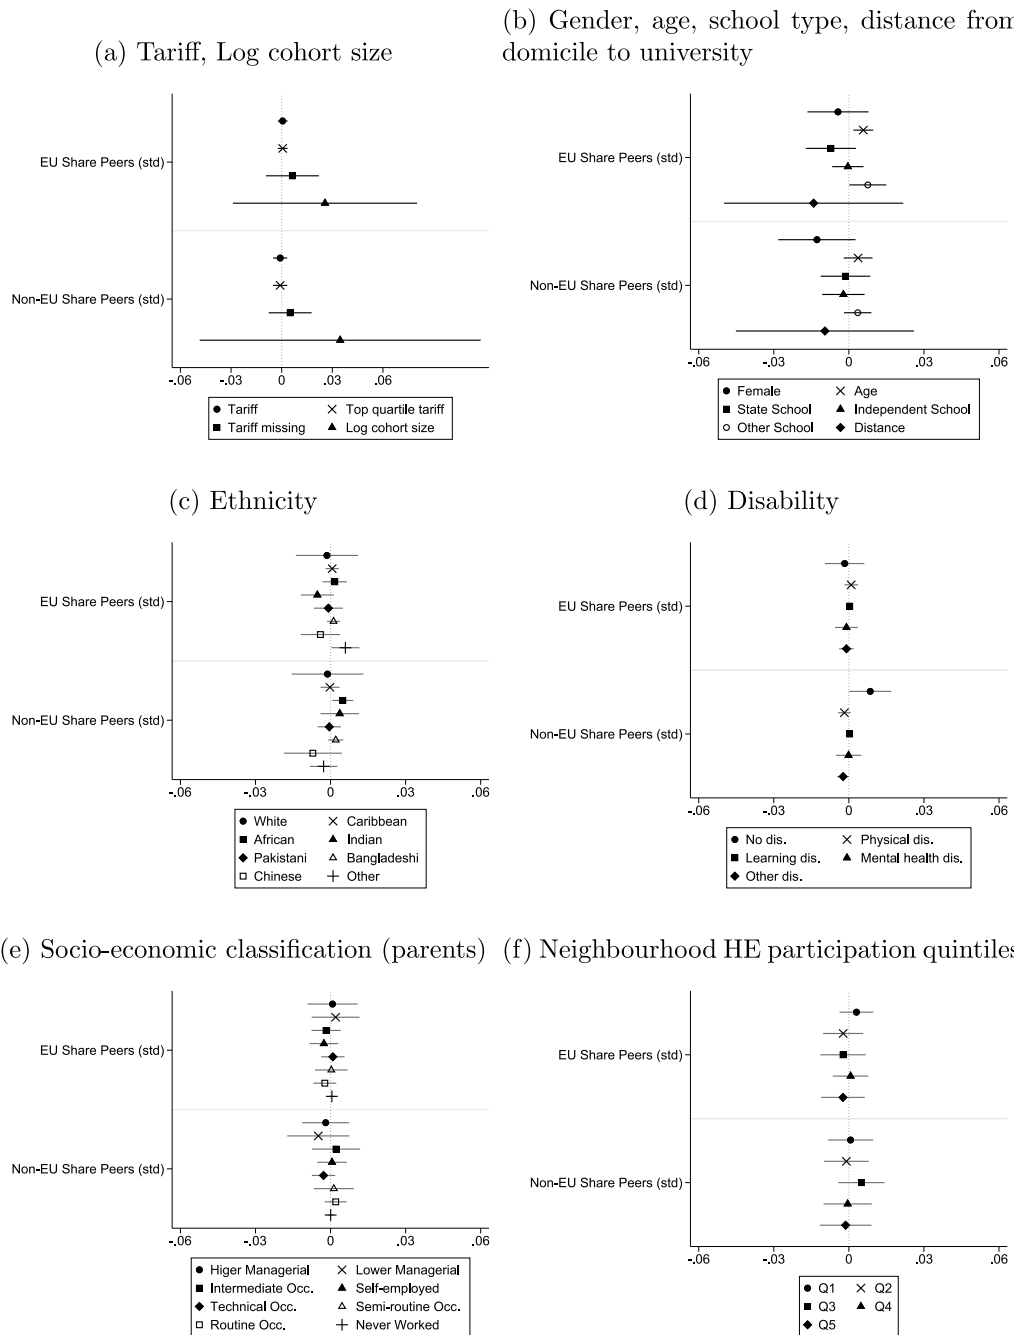 (a) Tariff, Log cohort size
EU Share Peers (std)
Non-EU Share Peers (std)
-.06 -.03 0 .03 .06
Tariff Top quartile tariff
Tariff missing Log cohort size
(b) Gender, age, school type, distance from
domicile to university
EU Share Peers (std)
Non-EU Share Peers (std)
-.06 -.03 0 .03 .06
Female Age
State School Independent School
Other School Distance
(c) Ethnicity
EU Share Peers (std)
Non-EU Share Peers (std)
-.06 -.03 0 .03 .06
White Caribbean
African Indian
Pakistani Bangladeshi
Chinese Other
(d) Disability
EU Share Peers (std)
Non-EU Share Peers (std)
-.06 -.03 0 .03 .06
No dis. Physical dis.
Learning dis. Mental health dis.
Other dis.
(e) Socio-economic classification (parents)
EU Share Peers (std)
Non-EU Share Peers (std)
-.06 -.03 0 .03 .06
Higer Managerial Lower Managerial
Intermediate Occ. Self-employed
Technical Occ. Semi-routine Occ.
Routine Occ. Never Worked
(f) Neighbourhood HE participation quintiles
EU Share Peers (std)
Non-EU Share Peers (std)
-.06 -.03 0 .03 .06
Q1 Q2
Q3 Q4
Q5